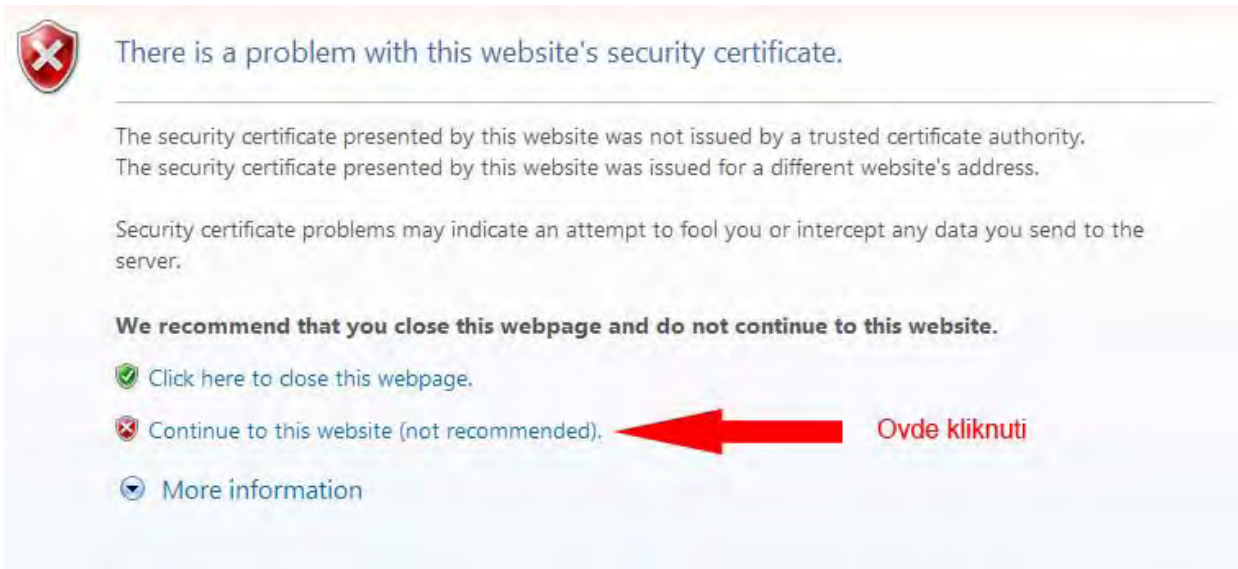 There is a problem with this website's security certificate.
The security certificate presented by this website was not issued by a trusted certificate authority.
The security certificate presented by this website was issued for a different website's address.
Security certificate problems may indicate an attempt to fool you or intercept any data you send to the
server.
We recommend that you close this webpage and do not continue to this website.
Click here to close this webpage.
Continue to this website (not recommended). Ovde kliknuti
More information